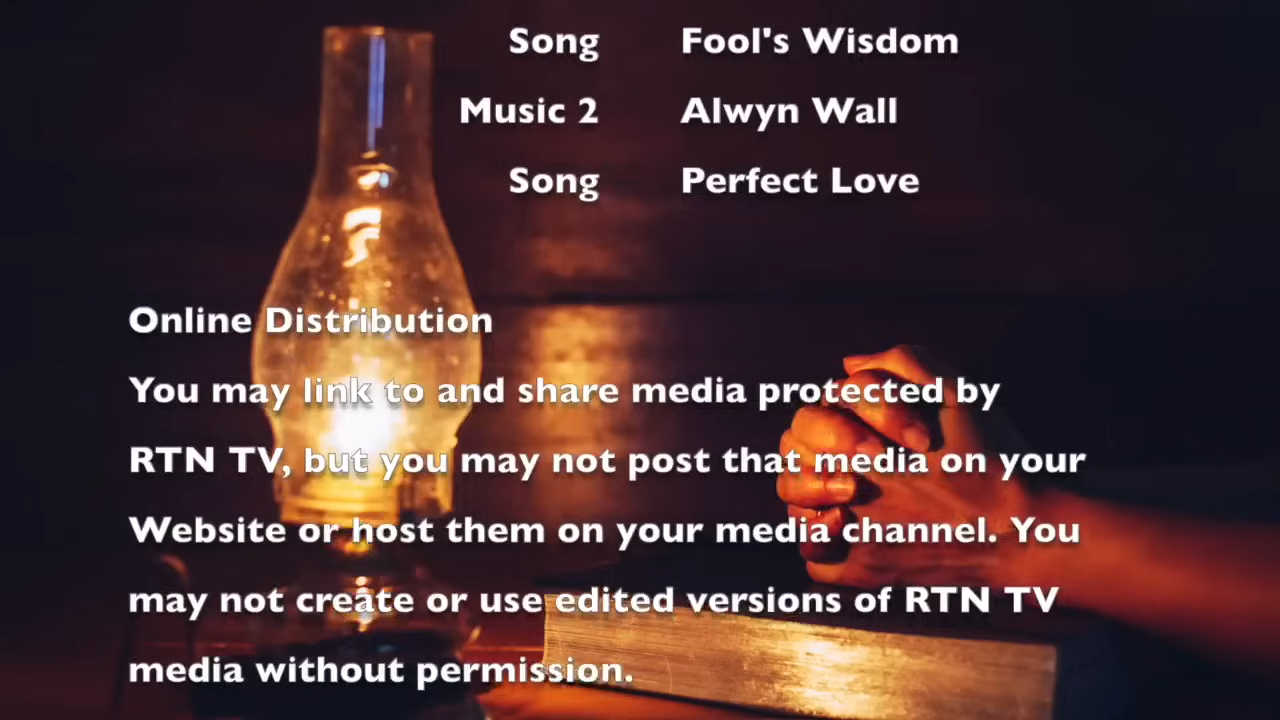 Song Fool's Wisdom
Music 2 Alwyn Wall
Song Perfect Love
Online Distribution
You may link to and share media protected by
RTN TV, but you may not post that media on your
Website or host them on your media channel. You
may not create or use edited versions of RTN TV
media without permission.